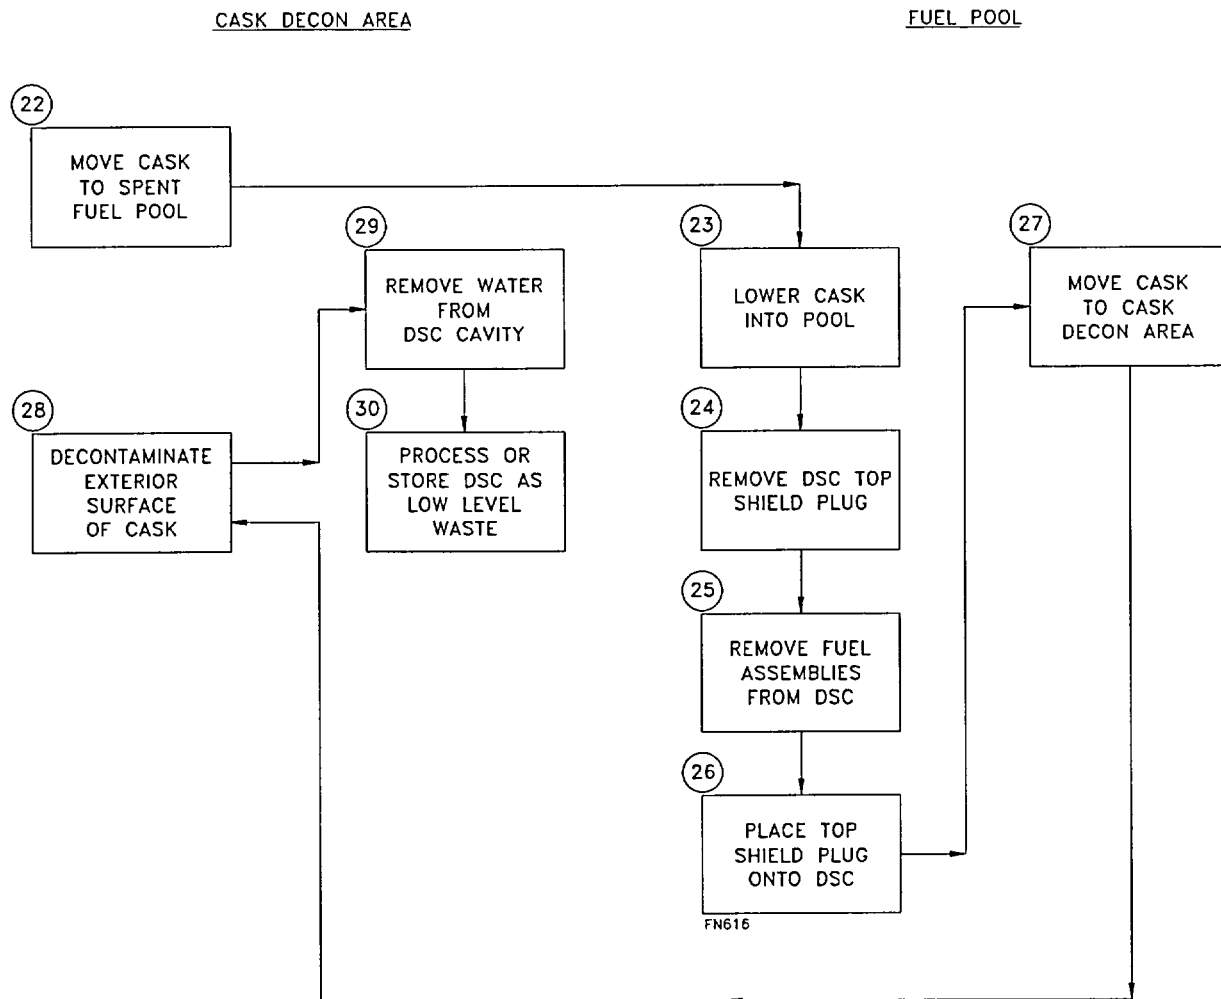 CASK DECON AREA
FUEL POOL
22
MOVE CASK
TO SPENT
FUEL POOL
29
REMOVE WATER
FROM
DSC CAVITY
23
LOWER CASK
INTO POOL
27
MOVE CASK
TO CASK
DECON AREA
28
DECONTAMINATE
EXTERIOR
SURFACE
OF CASK
30
PROCESS OR
STORE DSC AS
LOW LEVEL
WASTE
24
REMOVE DSC TOP
SHIELD PLUG
25
REMOVE FUEL
ASSEMBLIES
FROM DSC
26
PLACE TOP
SHIELD PLUG
ONTO DSC
FN616